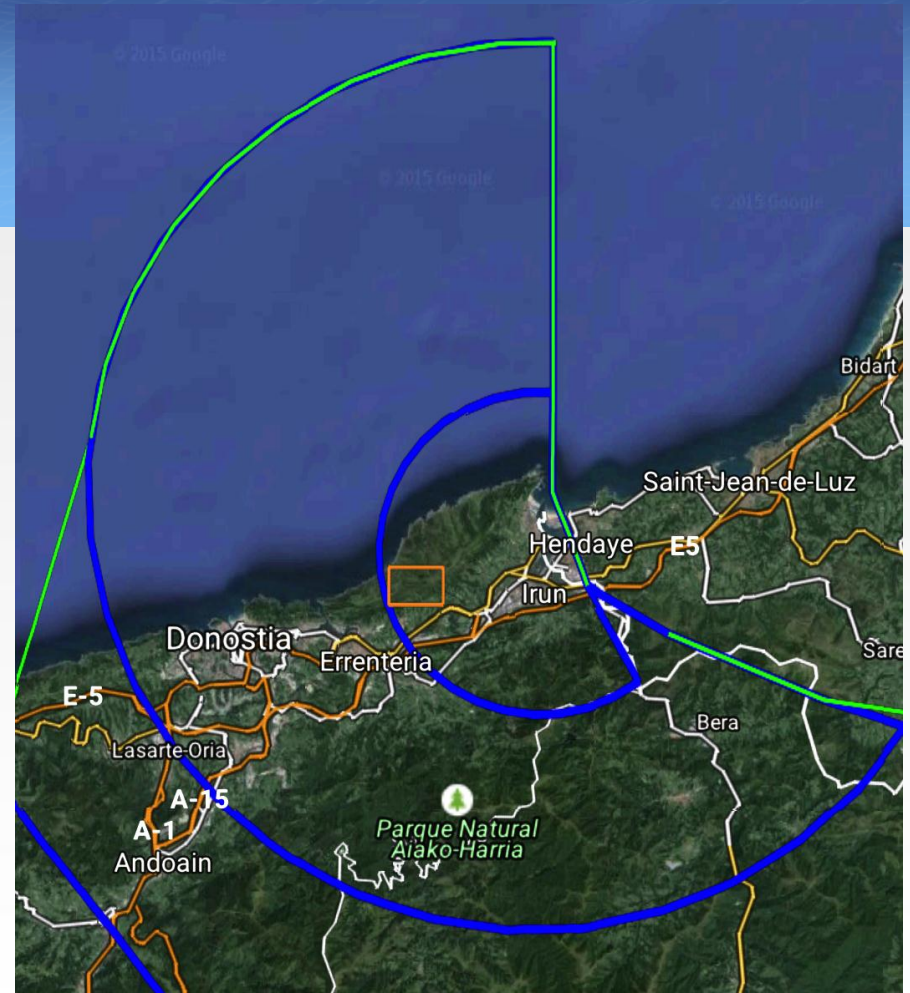 © 2015 Google
© 2015 Google
© 2015 Google
Bidart
Saint-Jean-de-Luz
Hendaye
E5
Irun
Donostia
Errenteria
Sare
E-5
Bera
Lasarte-Oria
A-15
A-1
Parque Natural
Aiako-Harria
Andoain